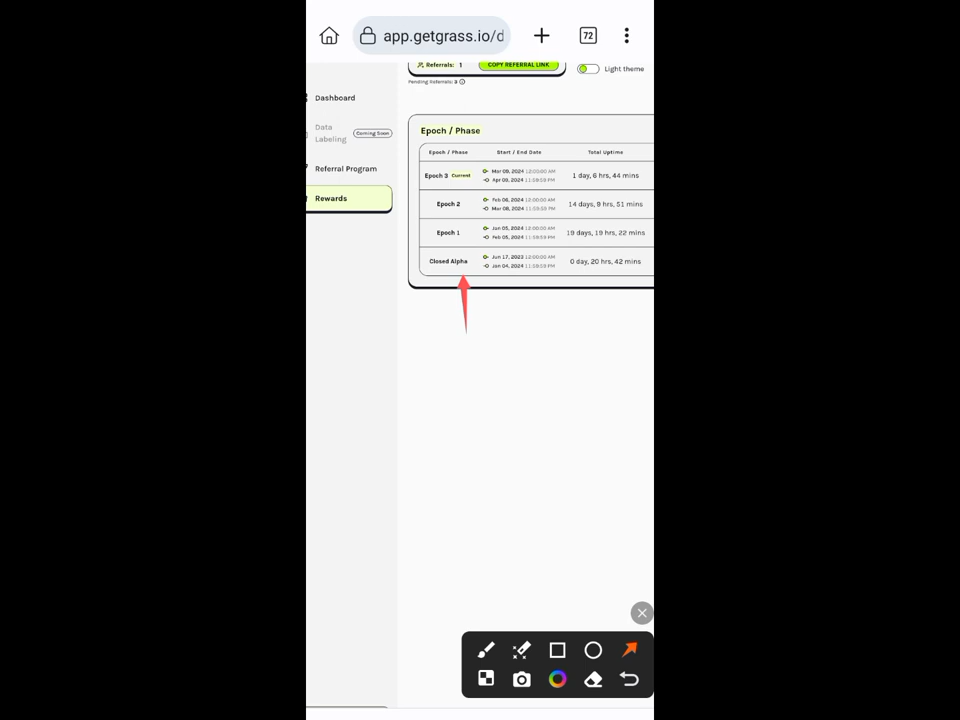 app.getgrass.io/d
72
Referrals: 1
COPY REFERRAL LINK
Light theme
Pending Referrals: 3
Dashboard
Data Labeling
Coming Soon
Referral Program
Rewards
Epoch / Phase
Epoch / Phase Start / End Date Total Uptime
Epoch 3 Current Mar 09, 2024 12:00:00 AM 1 day, 6 hrs, 44 mins
Apr 09, 2024 11:59:59 PM
Epoch 2 Feb 06, 2024 12:00:00 AM 14 days, 9 hrs, 51 mins
Mar 08, 2024 11:59:59 PM
Epoch 1 Jan 05, 2024 12:00:00 AM 19 days, 19 hrs, 22 mins
Feb 05, 2024 11:59:59 PM
Closed Alpha Jun 17, 2023 12:00:00 AM 0 day, 20 hrs, 42 mins
Jan 04, 2024 11:59:59 PM